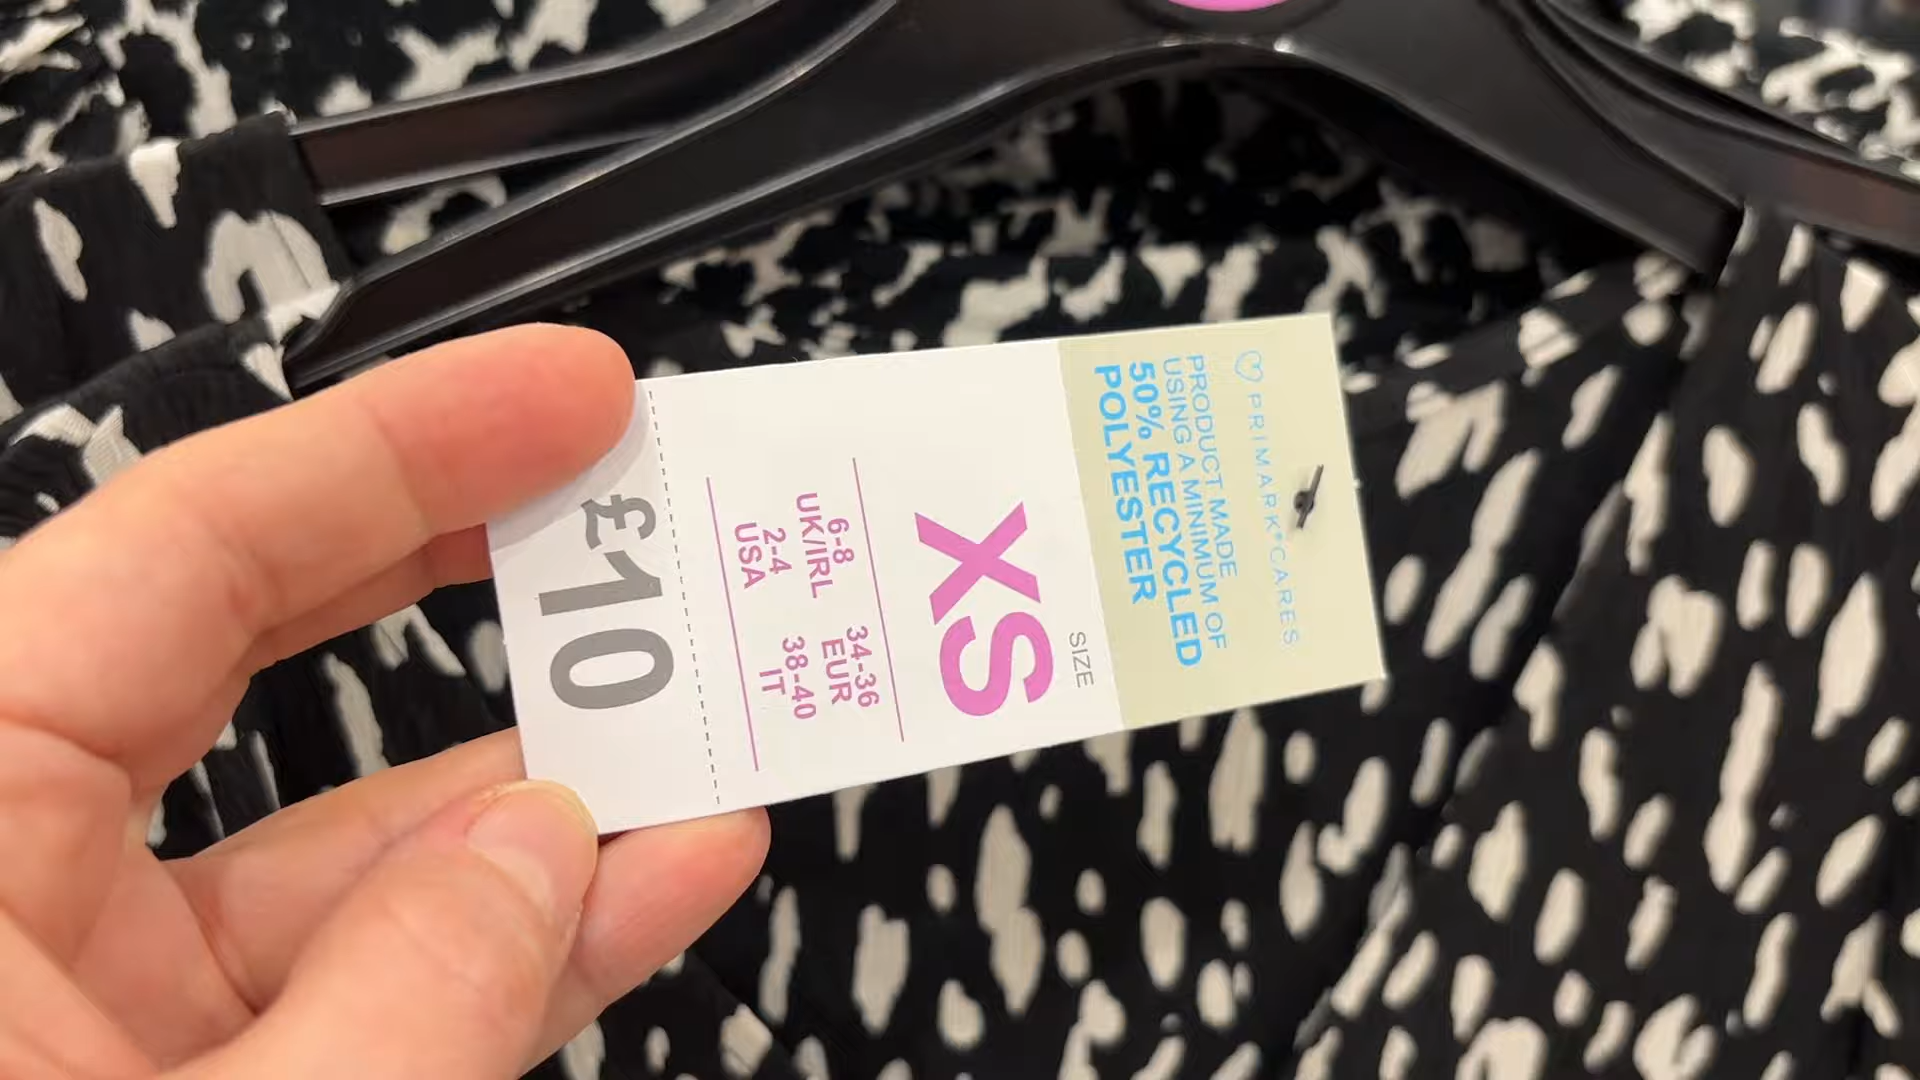 ♡ PRIMARK®CARES
PRODUCT MADE
USING A MINIMUM OF
50% RECYCLED
POLYESTER
SIZE
XS
6-8 34-36
UK/IRL EUR
2-4 38-40
USA IT
£10